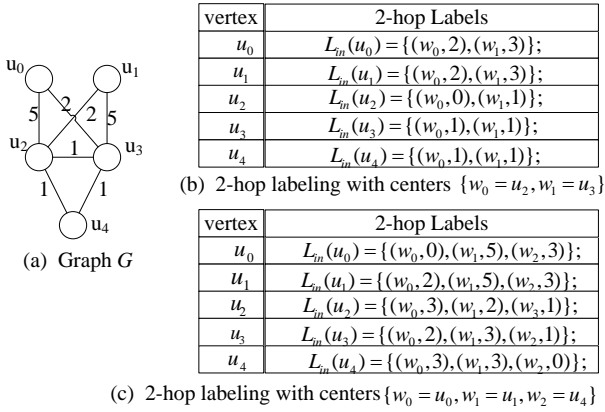 u0
u1
5
2
2
5
u2
1
u3
1
1
u4
(a) Graph G
vertex 2-hop Labels
u0 Lin(u0)={(w0,2),(w1,3)};
u1 Lin(u1)={(w0,2),(w1,3)};
u2 Lin(u2)={(w0,0),(w1,1)};
u3 Lin(u3)={(w0,1),(w1,1)};
u4 Lin(u4)={(w0,1),(w1,1)};
(b) 2-hop labeling with centers {w0=u2,w1=u3}
vertex 2-hop Labels
u0 Lin(u0)={(w0,0),(w1,5),(w2,3)};
u1 Lin(u1)={(w0,2),(w1,5),(w2,3)};
u2 Lin(u2)={(w0,3),(w1,2),(w3,1)};
u3 Lin(u3)={(w0,2),(w1,3),(w2,1)};
u4 Lin(u4)={(w0,3),(w1,3),(w2,0)};
(c) 2-hop labeling with centers{w0=u0,w1=u1,w2=u4}